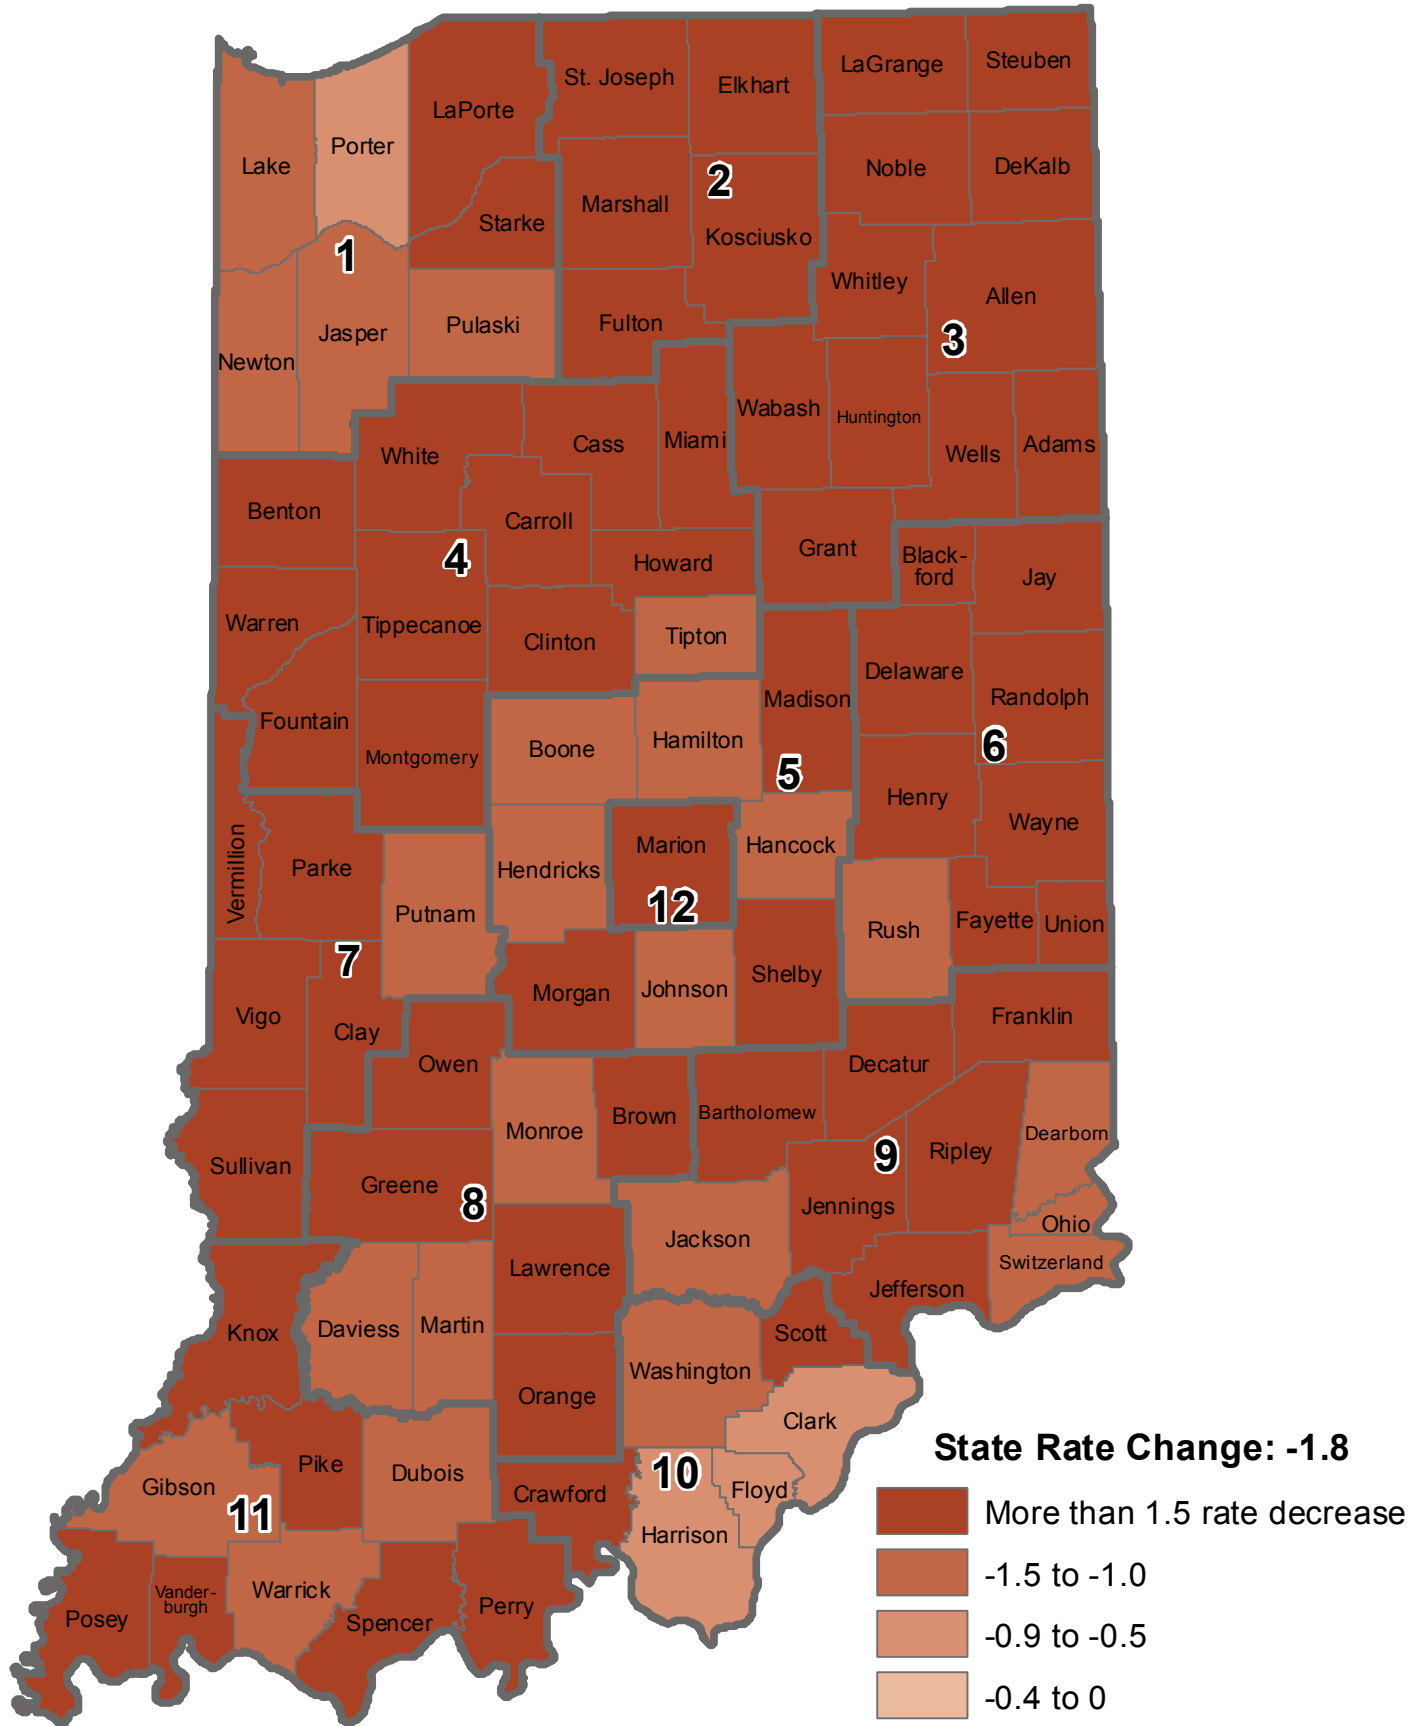 St. Joseph
Elkhart
LaGrange
Steuben
LaPorte
Lake
Porter
Noble
DeKalb
2
Marshall
Starke
Kosciusko
1
Whitley
Allen
Jasper
Pulaski
Fulton
3
Newton
Wabash
Huntington
White
Cass
Miami
Wells
Adams
Benton
Carroll
4
Howard
Grant
Black-
ford
Jay
Warren
Tippecanoe
Clinton
Tipton
Delaware
Randolph
Madison
Fountain
Montgomery
Boone
Hamilton
6
5
Henry
Wayne
Vermillion
Parke
Hendricks
Marion
Hancock
12
Putnam
Rush
Fayette
Union
7
Vigo
Clay
Morgan
Johnson
Shelby
Franklin
Owen
Decatur
Monroe
Brown
Bartholomew
Dearborn
9
Ripley
Sullivan
Greene
8
Jennings
Ohio
Jackson
Switzerland
Lawrence
Jefferson
Knox
Daviess
Martin
Scott
Washington
Orange
Clark
Pike
Dubois
10
Gibson
11
Crawford
Floyd
Harrison
Posey
Vander-
burgh
Warrick
Spencer
Perry
State Rate Change: -1.8
More than 1.5 rate decrease
-1.5 to -1.0
-0.9 to -0.5
-0.4 to 0